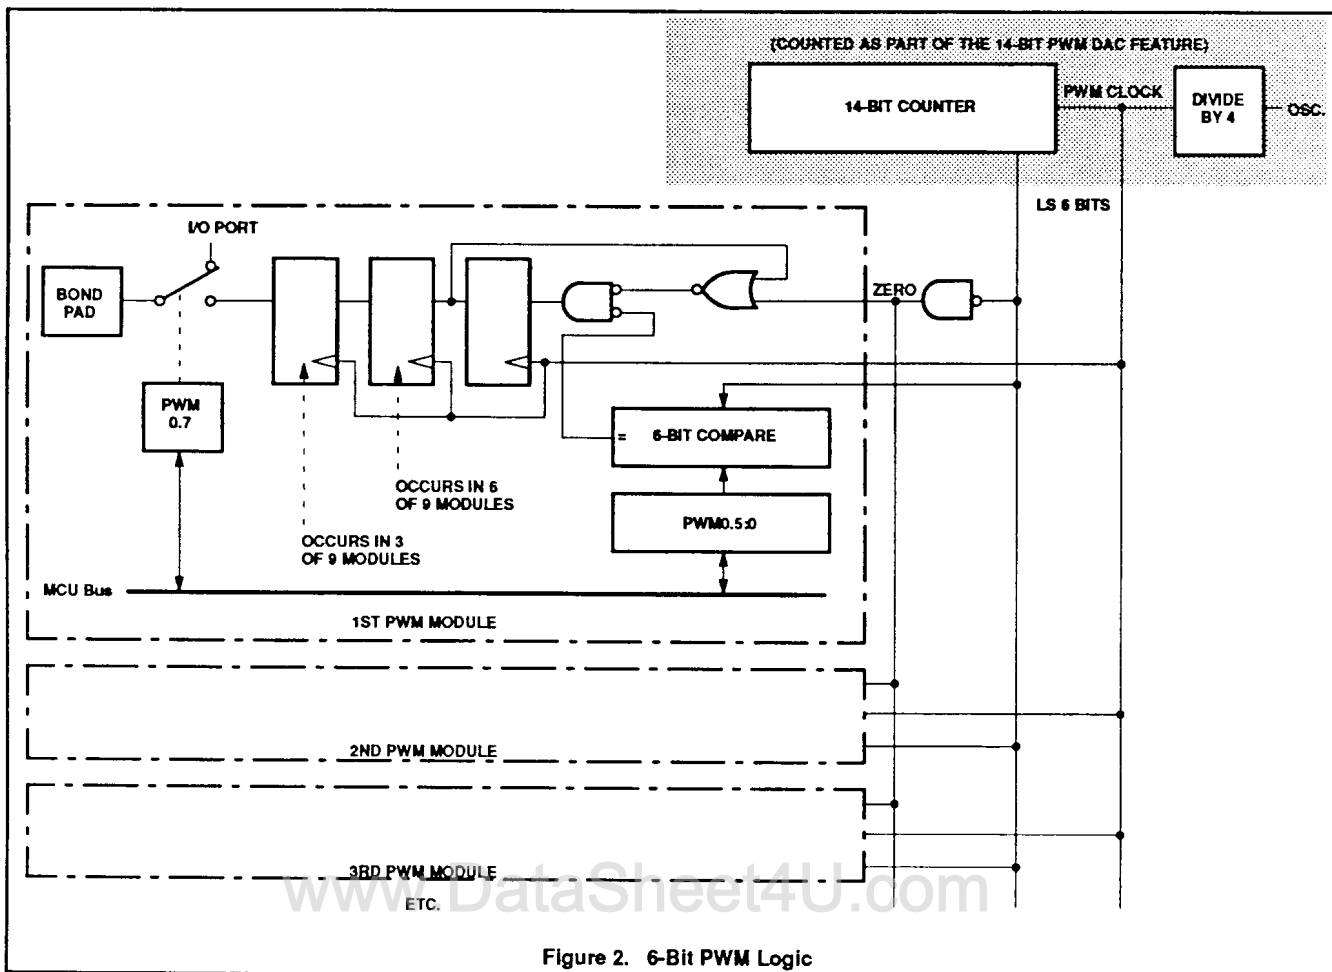 (COUNTED AS PART OF THE 14-BIT PWM DAC FEATURE)
14-BIT COUNTER
PWM CLOCK
DIVIDE
BY 4
OSC.
LS 6 BITS
I/O PORT
BOND
PAD
ZERO
PWM
0.7
= 6-BIT COMPARE
OCCURS IN 6
OF 9 MODULES
PWM0.5:0
OCCURS IN 3
OF 9 MODULES
MCU Bus
1ST PWM MODULE
2ND PWM MODULE
3RD PWM MODULE
www.DataSheet4U.com
ETC.
Figure 2. 6-Bit PWM Logic